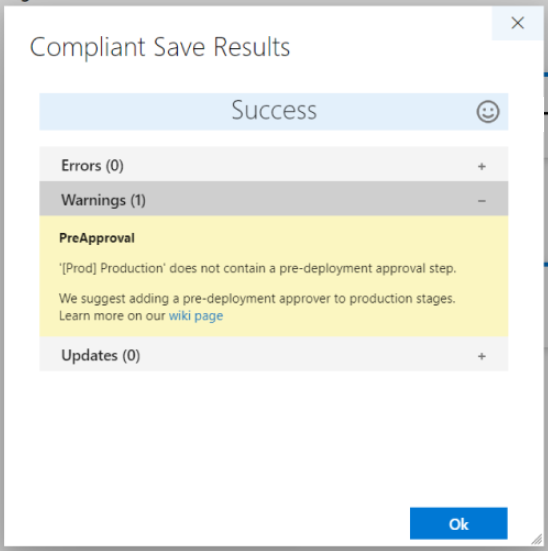 Compliant Save Results
Success
Errors (0)
+
Warnings (1)
−
PreApproval
'[Prod] Production' does not contain a pre-deployment approval step.
We suggest adding a pre-deployment approver to production stages.
Learn more on our wiki page
Updates (0)
+
Ok